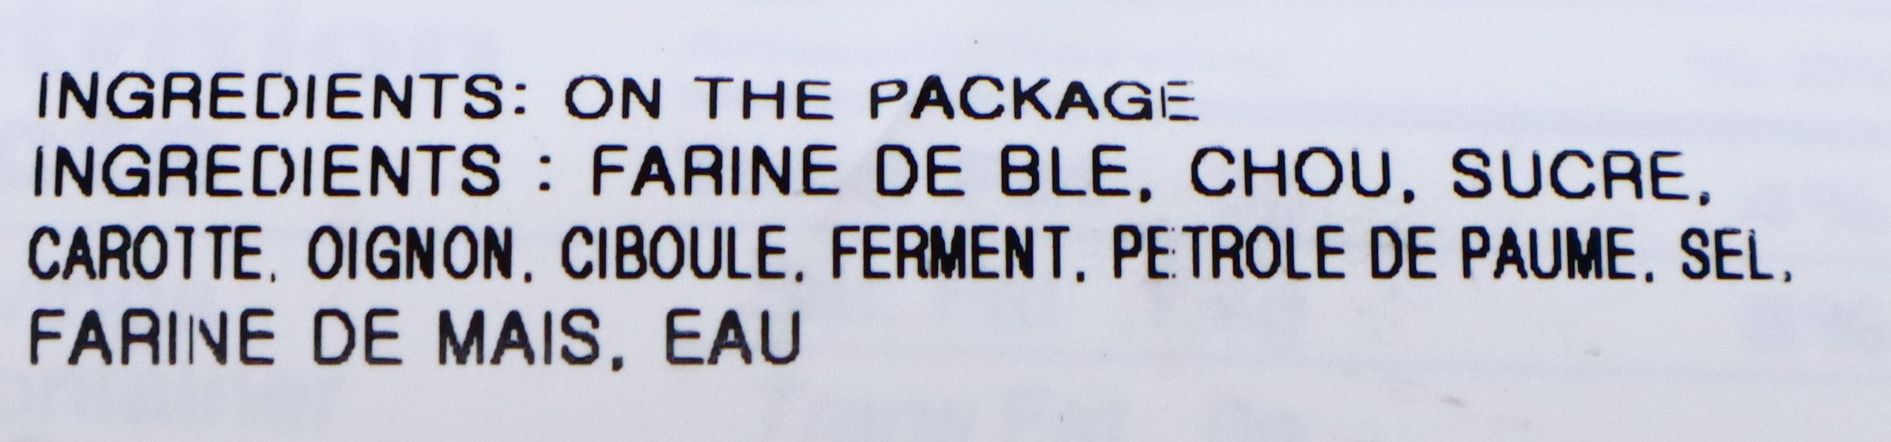 INGREDIENTS: ON THE PACKAGE
INGREDIENTS : FARINE DE BLE, CHOU, SUCRE,
CAROTTE, OIGNON, CIBOULE, FERMENT, PETROLE DE PAUME, SEL,
FARINE DE MAIS, EAU